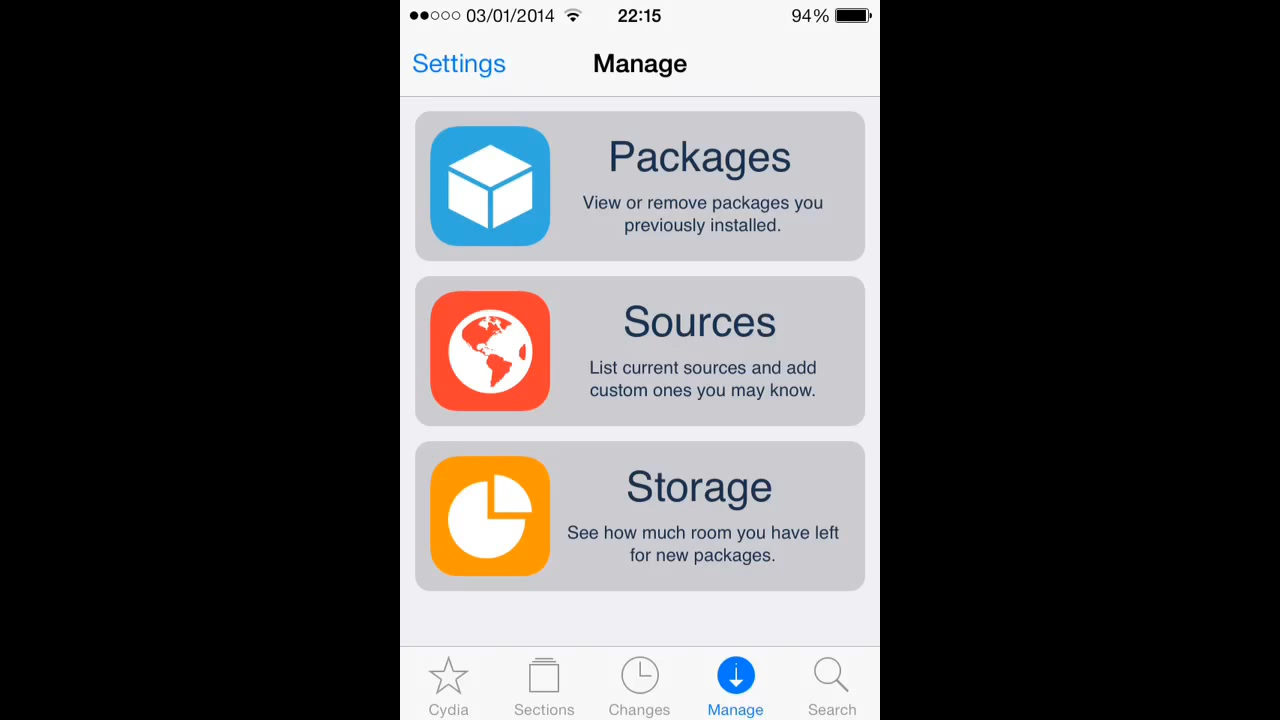 03/01/2014 22:15 94%
Settings Manage
Packages
View or remove packages you
previously installed.
Sources
List current sources and add
custom ones you may know.
Storage
See how much room you have left
for new packages.
Cydia Sections Changes Manage Search